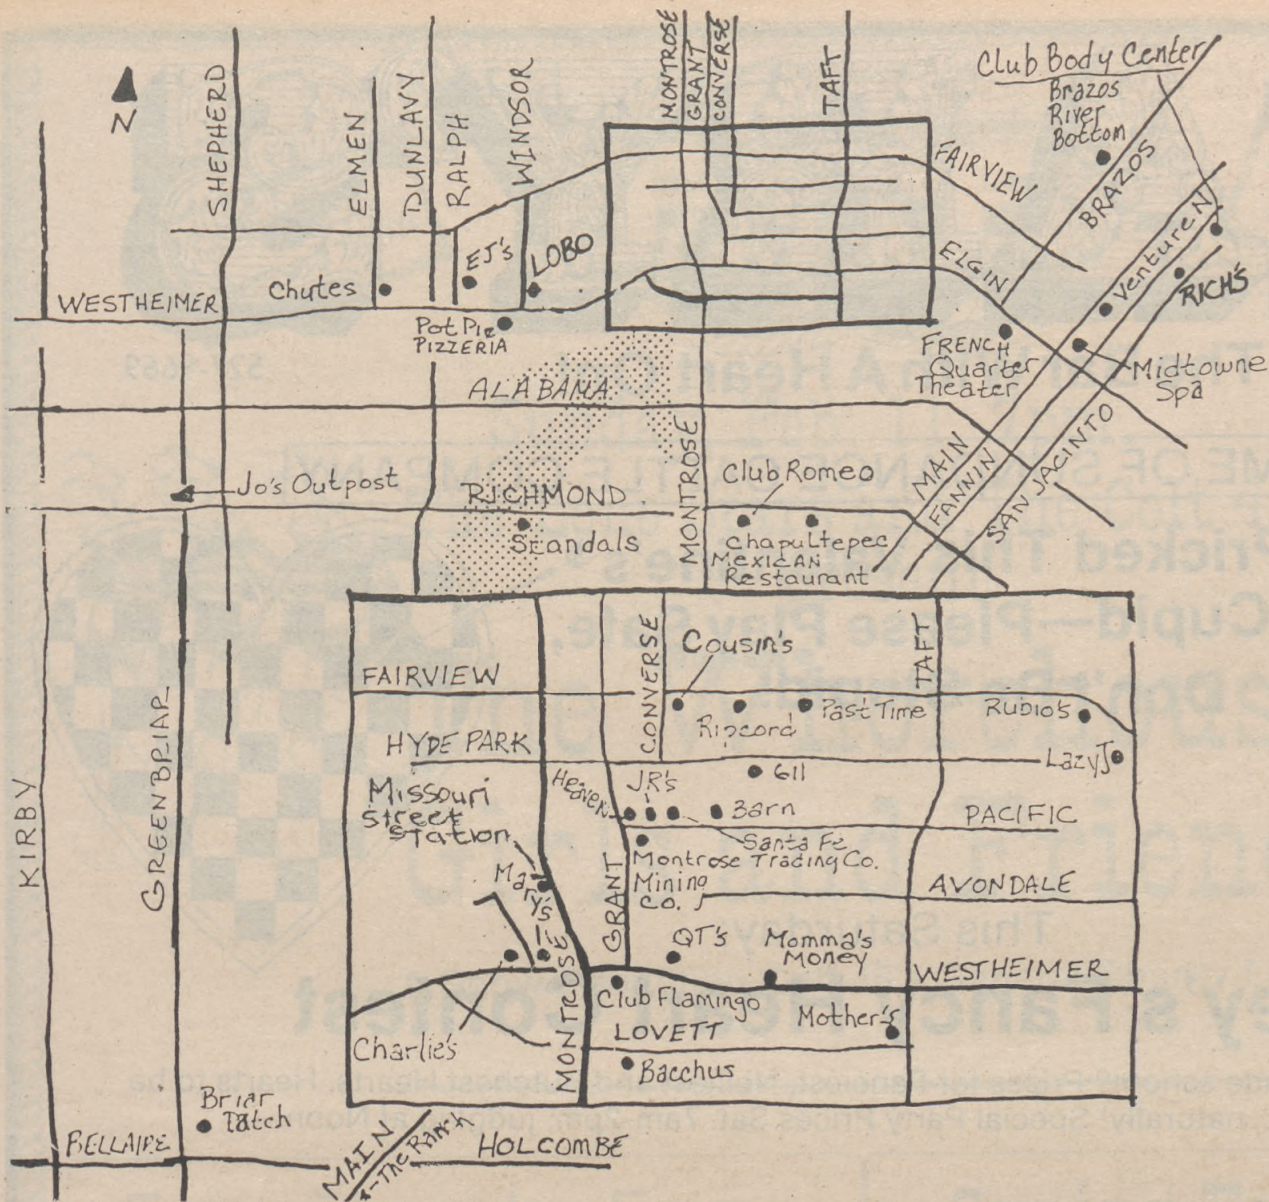 N
SHEPHERD
ELMEN
DUNLAVY
RALPH
WINDSOR
MONTROSE
GRANT
CONVERSE
TAFT
Club Body Center
Brazos
River
Bottom
BRAZOS
FAIRVIEW
ELGIN
Venture N
RICH'S
EJ's
LOBO
Chutes
WESTHEIMER
Pot Pie
PIZZERIA
FRENCH
Quarter
Theater
Midtowne
Spa
ALABAMA
MONTROSE
MAIN
FANNIN
SAN JACINTO
Jo's Outpost
RICHMOND
Club Romeo
Scandals
Chapultepec
MEXICAN
Restaurant
KIRBY
GREENBRIAR
FAIRVIEW
CONVERSE
Cousin's
TAFT
Ripcord
Past Time
Rubio's
HYDE PARK
Lazy J
Heaven
JR's
611
Missouri
Street
Station
Barn
PACIFIC
Santa Fe
Montrose Trading Co.
Mining
Co.
Mary's
GRANT
AVONDALE
QT's
Momma's
Money
WESTHEIMER
MONTROSE
Club Flamingo
LOVETT
Mother's
Charlie's
Bacchus
Briar
Patch
BELLAIRE
MAIN
The Ranch
HOLCOMBE